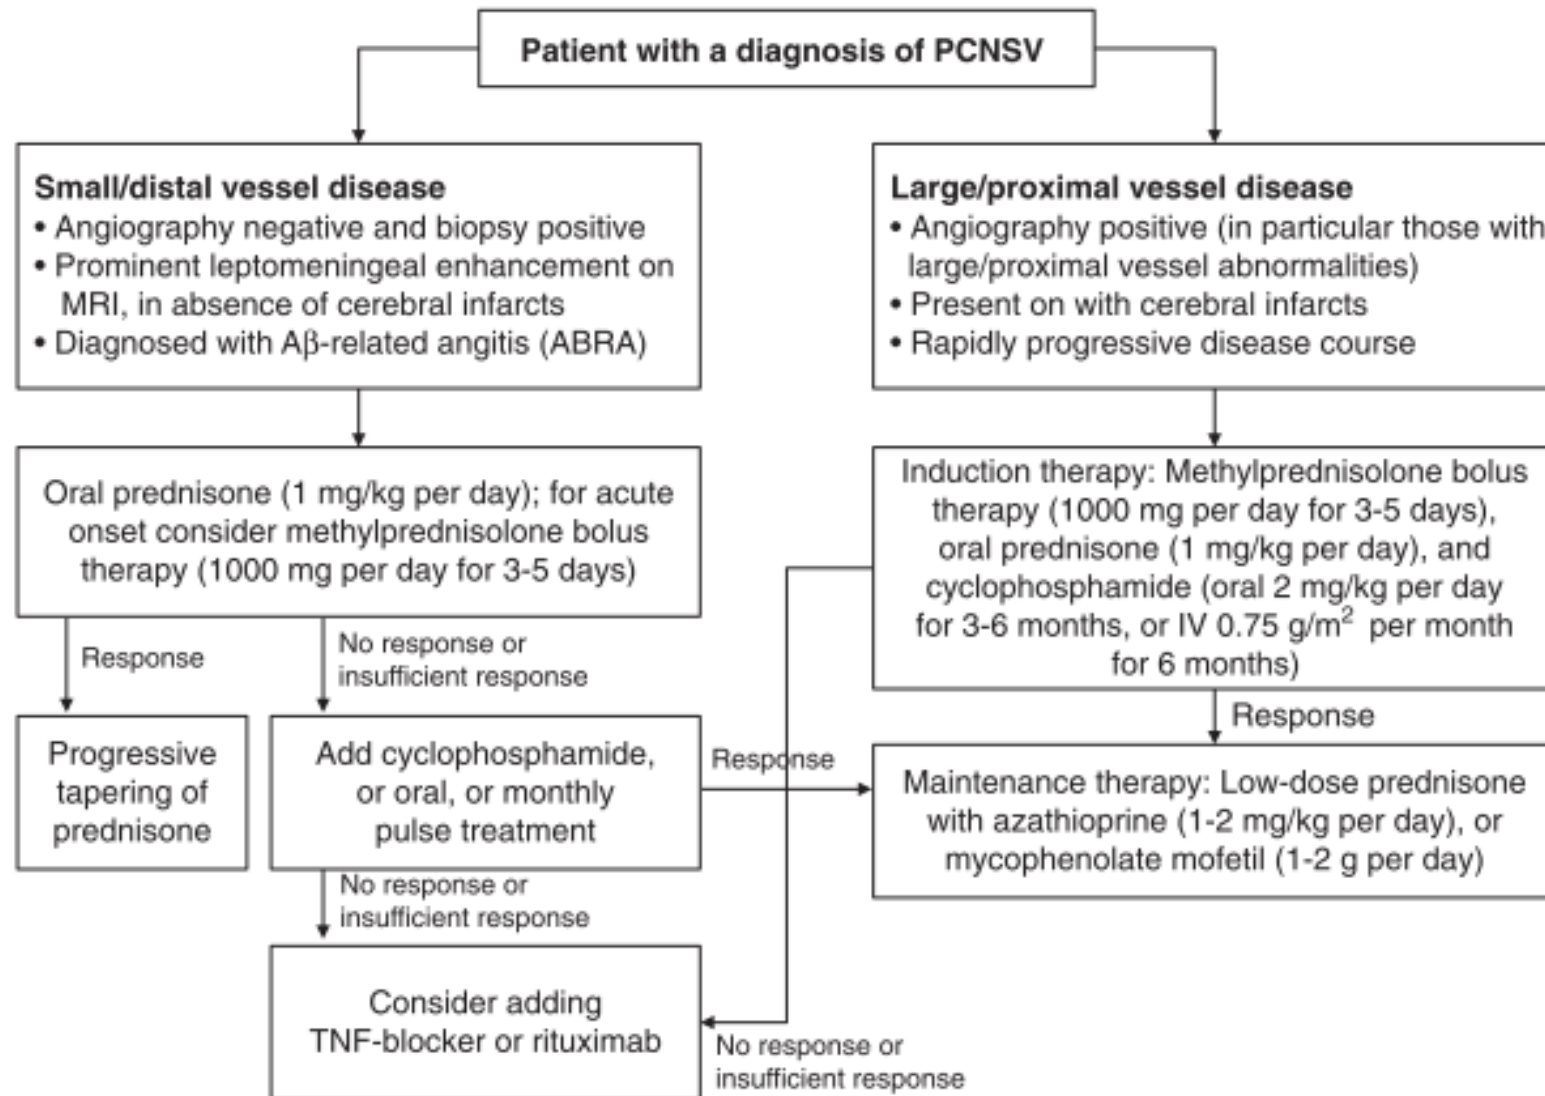 Patient with a diagnosis of PCNSV
Small/distal vessel disease
• Angiography negative and biopsy positive
• Prominent leptomeningeal enhancement on
MRI, in absence of cerebral infarcts
• Diagnosed with Aβ-related angitis (ABRA)
Large/proximal vessel disease
• Angiography positive (in particular those with
large/proximal vessel abnormalities)
• Present on with cerebral infarcts
• Rapidly progressive disease course
Oral prednisone (1 mg/kg per day); for acute
onset consider methylprednisolone bolus
therapy (1000 mg per day for 3-5 days)
Induction therapy: Methylprednisolone bolus
therapy (1000 mg per day for 3-5 days),
oral prednisone (1 mg/kg per day), and
cyclophosphamide (oral 2 mg/kg per day
for 3-6 months, or IV 0.75 g/m² per month
for 6 months)
Response
No response or
insufficient response
Response
Progressive
tapering of
prednisone
Add cyclophosphamide,
or oral, or monthly
pulse treatment
Response
Maintenance therapy: Low-dose prednisone
with azathioprine (1-2 mg/kg per day), or
mycophenolate mofetil (1-2 g per day)
No response or
insufficient response
Consider adding
TNF-blocker or rituximab
No response or
insufficient response